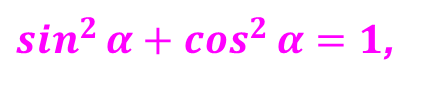 sin² α + cos² α = 1,